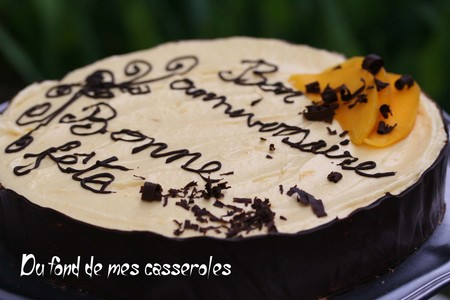 Bon
anniversaire
Bonne
fête
Du fond de mes casseroles